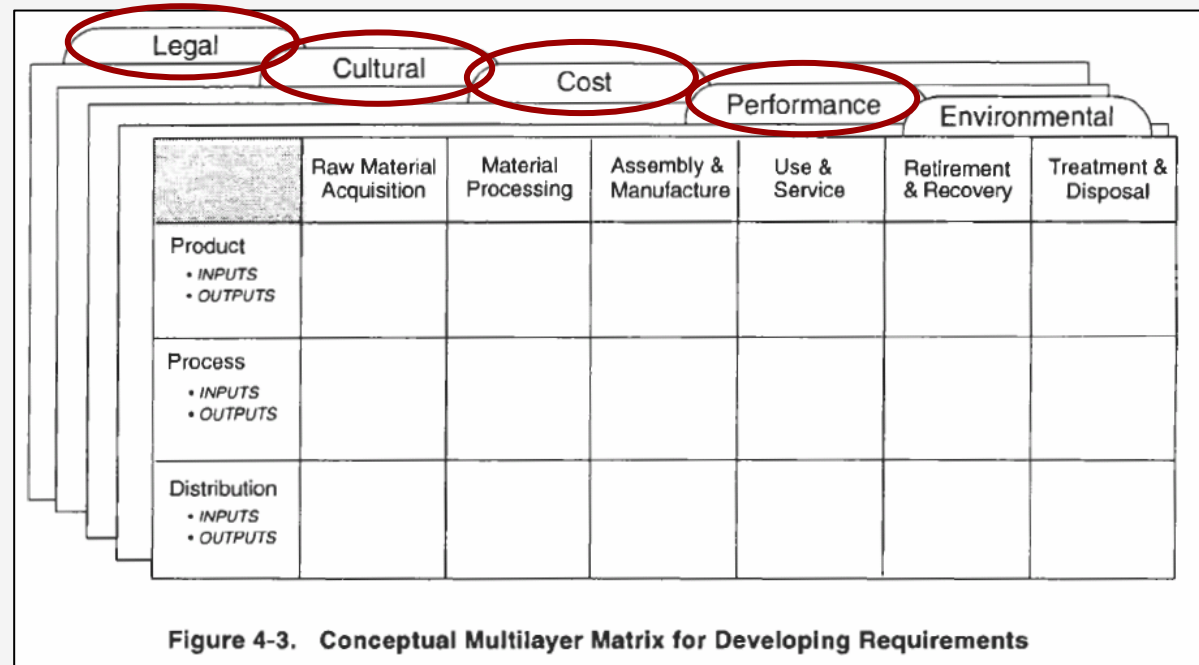 Legal
Cultural
Cost
Performance
Environmental
Raw Material
Acquisition
Material
Processing
Assembly &
Manufacture
Use &
Service
Retirement
& Recovery
Treatment &
Disposal
Product
• INPUTS
• OUTPUTS
Process
• INPUTS
• OUTPUTS
Distribution
• INPUTS
• OUTPUTS
Figure 4-3. Conceptual Multilayer Matrix for Developing Requirements